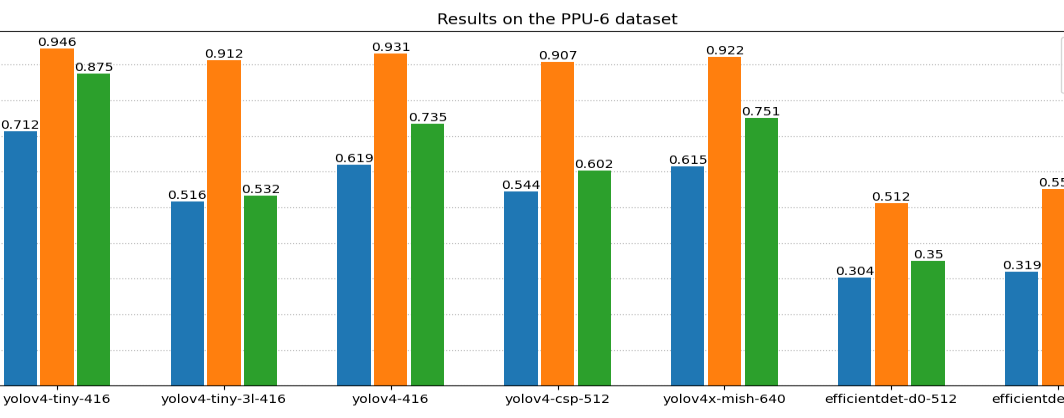 Results on the PPU-6 dataset
0.712 0.946 0.875 0.516 0.912 0.532 0.619 0.931 0.735 0.544 0.907 0.602 0.615 0.922 0.751 0.304 0.512 0.35 0.319
yolov4-tiny-416 yolov4-tiny-3l-416 yolov4-416 yolov4-csp-512 yolov4x-mish-640 efficientdet-d0-512